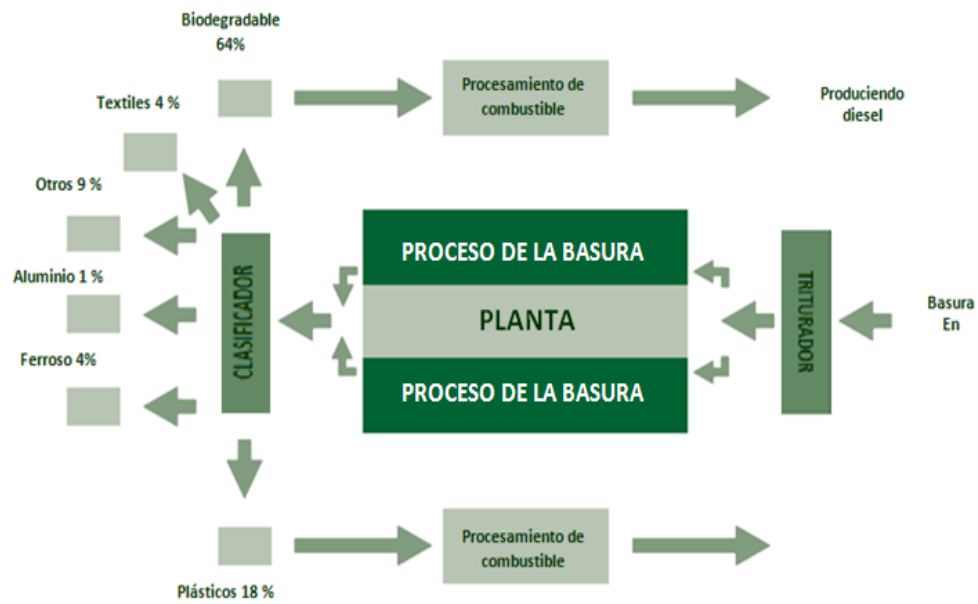 Biodegradable
64%
Textiles 4 %
Procesamiento de
combustible
Produciendo
diesel
Otros 9 %
Aluminio 1 %
Ferroso 4%
CLASIFICADOR
PROCESO DE LA BASURA
PLANTA
PROCESO DE LA BASURA
TRITURADOR
Basura
En
Procesamiento de
combustible
Plásticos 18 %